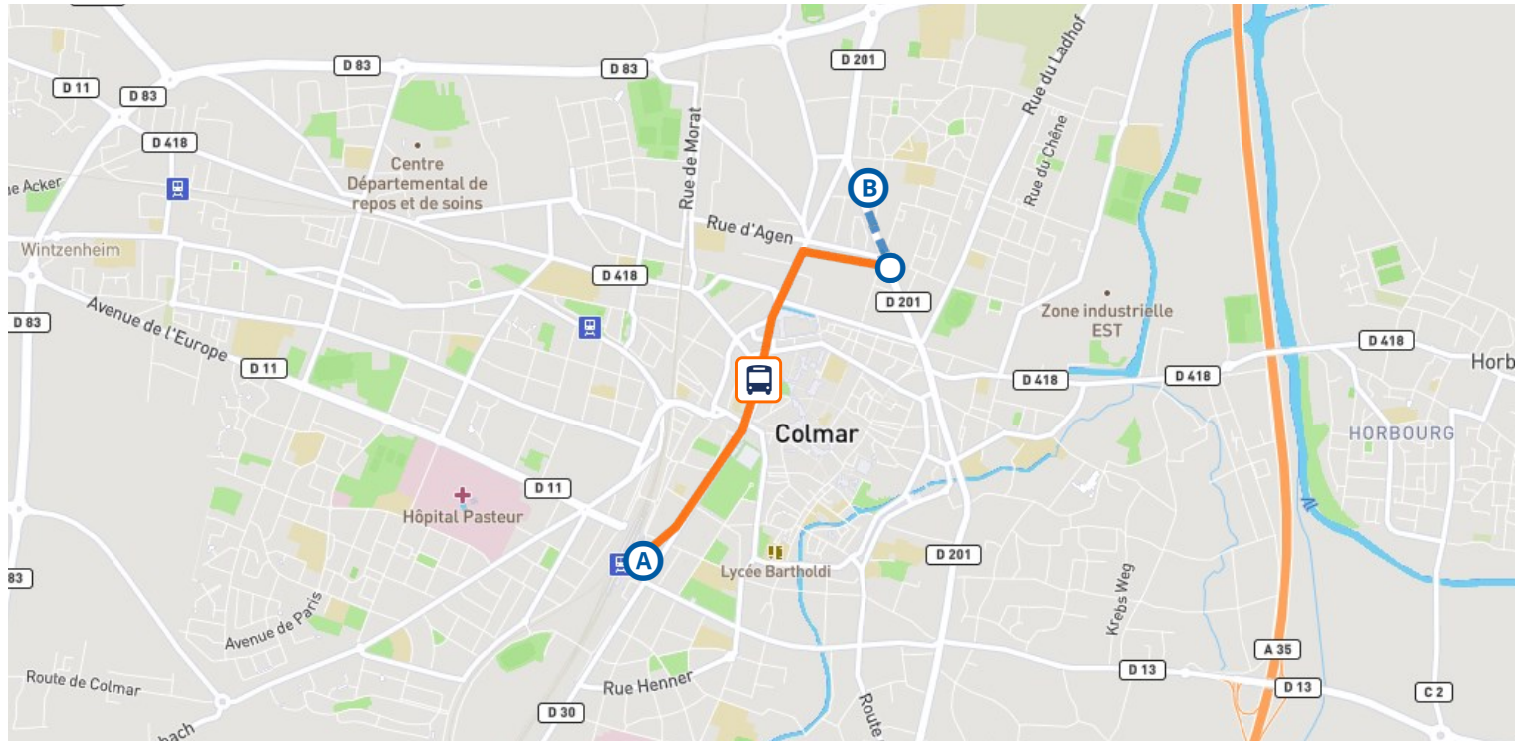 D 83
D 83
D 201
D 11
D 83
D 418
Rue du Ladhof
Rue de Morat
Rue du Chêne
Centre
Départemental de
repos et de soins
Acker
B
Rue d'Agen
Wintzenheim
D 418
D 201
Zone industrielle
EST
D 83
Avenue de l'Europe
D 11
D 418
D 418
D 418
Horb
Colmar
HORBOURG
D 11
Hôpital Pasteur
A
D 201
Lycée Bartholdi
83
Avenue de Paris
Krebs Weg
A 35
Route de Colmar
Rue Henner
D 13
D 13
C 2
D 30
Route
bach